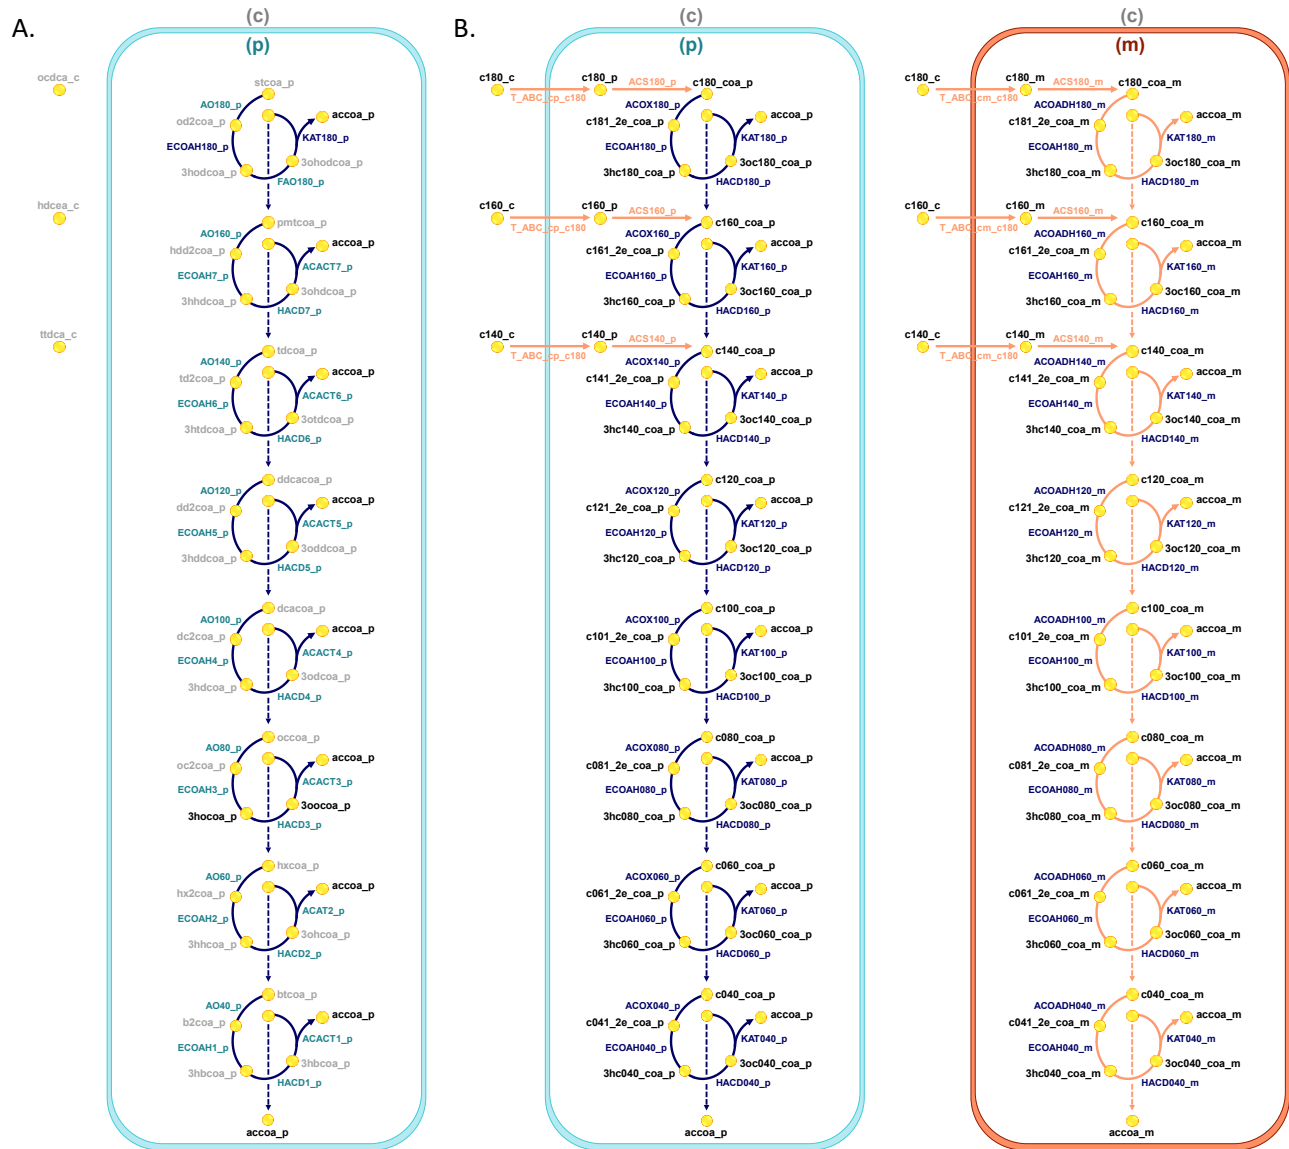 A.
(c)
(p)
ocdca_c
stcoa_p
AO180_p
od2coa_p
accoa_p
ECOAH180_p
KAT180_p
3hodcoa_p
3ohodcoa_p
FAO180_p
hdcea_c
pmtcoa_p
AO160_p
hdd2coa_p
accoa_p
ECOAH7_p
ACACT7_p
3hhdcoa_p
3ohdcoa_p
HACD7_p
ttdca_c
tdcoa_p
AO140_p
td2coa_p
accoa_p
ECOAH6_p
ACACT6_p
3htdcoa_p
3otdcoa_p
HACD6_p
ddcacoa_p
AO120_p
dd2coa_p
accoa_p
ECOAH5_p
ACACT5_p
3hddcoa_p
3oddcoa_p
HACD5_p
dcacoa_p
AO100_p
dc2coa_p
accoa_p
ECOAH4_p
ACACT4_p
3hdcoa_p
3odcoa_p
HACD4_p
occoa_p
AO80_p
oc2coa_p
accoa_p
ECOAH3_p
ACACT3_p
3hocoa_p
3oocoa_p
HACD3_p
hxcoa_p
AO60_p
hx2coa_p
accoa_p
ECOAH2_p
ACAT2_p
3hhcoa_p
3ohcoa_p
HACD2_p
btcoa_p
AO40_p
b2coa_p
accoa_p
ECOAH1_p
ACACT1_p
3hbcoa_p
3hbcoa_p
HACD1_p
accoa_p
B.
(c)
(p)
c180_c
T_ABC_cp_c180
c180_p
ACS180_p
c180_coa_p
ACOX180_p
c181_2e_coa_p
accoa_p
ECOAH180_p
KAT180_p
3hc180_coa_p
3oc180_coa_p
HACD180_p
c160_c
T_ABC_cp_c180
c160_p
ACS160_p
c160_coa_p
ACOX160_p
c161_2e_coa_p
accoa_p
ECOAH160_p
KAT160_p
3hc160_coa_p
3oc160_coa_p
HACD160_p
c140_c
T_ABC_cp_c180
c140_p
ACS140_p
c140_coa_p
ACOX140_p
c141_2e_coa_p
accoa_p
ECOAH140_p
KAT140_p
3hc140_coa_p
3oc140_coa_p
HACD140_p
c120_coa_p
ACOX120_p
c121_2e_coa_p
accoa_p
ECOAH120_p
KAT120_p
3hc120_coa_p
3oc120_coa_p
HACD120_p
c100_coa_p
ACOX100_p
c101_2e_coa_p
accoa_p
ECOAH100_p
KAT100_p
3hc100_coa_p
3oc100_coa_p
HACD100_p
c080_coa_p
ACOX080_p
c081_2e_coa_p
accoa_p
ECOAH080_p
KAT080_p
3hc080_coa_p
3oc080_coa_p
HACD080_p
c060_coa_p
ACOX060_p
c061_2e_coa_p
accoa_p
ECOAH060_p
KAT060_p
3hc060_coa_p
3oc060_coa_p
HACD060_p
c040_coa_p
ACOX040_p
c041_2e_coa_p
accoa_p
ECOAH040_p
KAT040_p
3hc040_coa_p
3oc040_coa_p
HACD040_p
accoa_p
(c)
(m)
c180_c
T_ABC_cm_c180
c180_m
ACS180_m
c180_coa_m
ACOADH180_m
c181_2e_coa_m
accoa_m
ECOAH180_m
KAT180_m
3hc180_coa_m
3oc180_coa_m
HACD180_m
c160_c
T_ABC_cm_c180
c160_m
ACS160_m
c160_coa_m
ACOADH160_m
c161_2e_coa_m
accoa_m
ECOAH160_m
KAT160_m
3hc160_coa_m
3oc160_coa_m
HACD160_m
c140_c
T_ABC_cm_c180
c140_m
ACS140_m
c140_coa_m
ACOADH140_m
c141_2e_coa_m
accoa_m
ECOAH140_m
KAT140_m
3hc140_coa_m
3oc140_coa_m
HACD140_m
c120_coa_m
ACOADH120_m
c121_2e_coa_m
accoa_m
ECOAH120_m
KAT120_m
3hc120_coa_m
3oc120_coa_m
HACD120_m
c100_coa_m
ACOADH100_m
c101_2e_coa_m
accoa_m
ECOAH100_m
KAT100_m
3hc100_coa_m
3oc100_coa_m
HACD100_m
c080_coa_m
ACOADH080_m
c081_2e_coa_m
accoa_m
ECOAH080_m
KAT080_m
3hc080_coa_m
3oc080_coa_m
HACD080_m
c060_coa_m
ACOADH060_m
c061_2e_coa_m
accoa_m
ECOAH060_m
KAT060_m
3hc060_coa_m
3oc060_coa_m
HACD060_m
c040_coa_m
ACOADH040_m
c041_2e_coa_m
accoa_m
ECOAH040_m
KAT040_m
3hc040_coa_m
3oc040_coa_m
HACD040_m
accoa_m